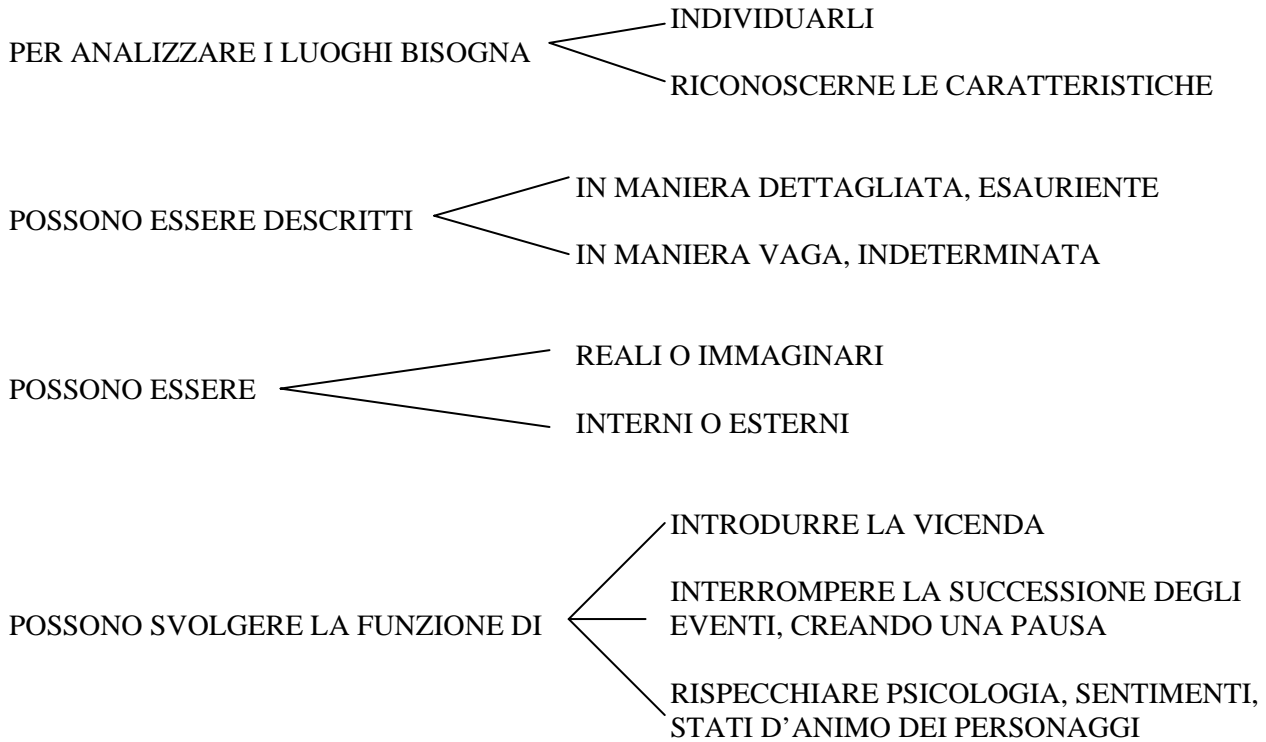 INDIVIDUARLI
PER ANALIZZARE I LUOGHI BISOGNA
RICONOSCERNE LE CARATTERISTICHE
IN MANIERA DETTAGLIATA, ESAURIENTE
POSSONO ESSERE DESCRITTI
IN MANIERA VAGA, INDETERMINATA
REALI O IMMAGINARI
POSSONO ESSERE
INTERNI O ESTERNI
INTRODURRE LA VICENDA
INTERROMPERE LA SUCCESSIONE DEGLI
POSSONO SVOLGERE LA FUNZIONE DI
EVENTI, CREANDO UNA PAUSA
RISPECCHIARE PSICOLOGIA, SENTIMENTI,
STATI D’ANIMO DEI PERSONAGGI